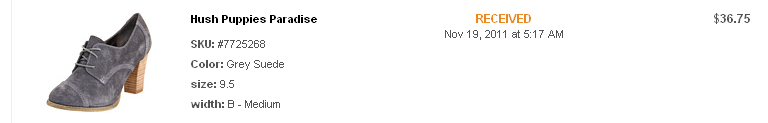 Hush Puppies Paradise
RECEIVED
$36.75
Nov 19, 2011 at 5:17 AM
SKU: #7725268
Color: Grey Suede
size: 9.5
width: B - Medium